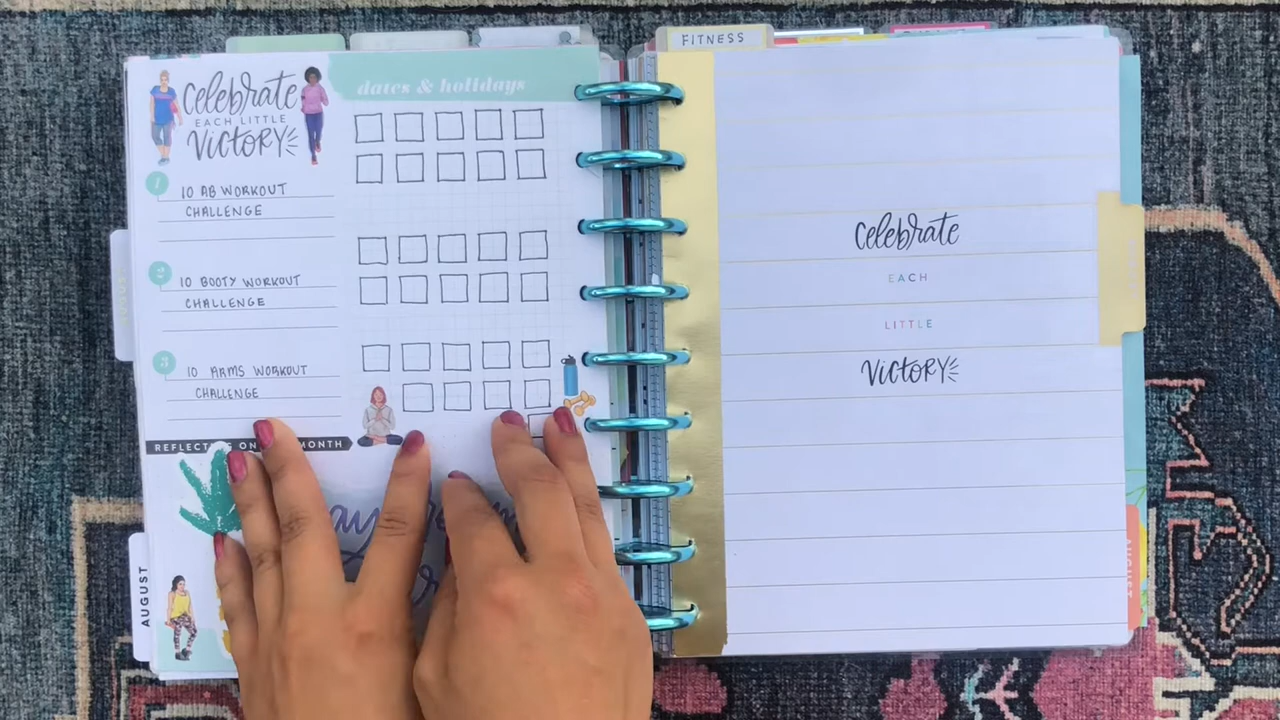 FITNESS
Celebrate
EACH LITTLE
VICTORY
dates & holidays
1
10 AB WORKOUT
CHALLENGE
2
10 BOOTY WORKOUT
CHALLENGE
3
10 ARMS WORKOUT
CHALLENGE
MONTH
AUGUST
Celebrate
EACH
LITTLE
VICTORY